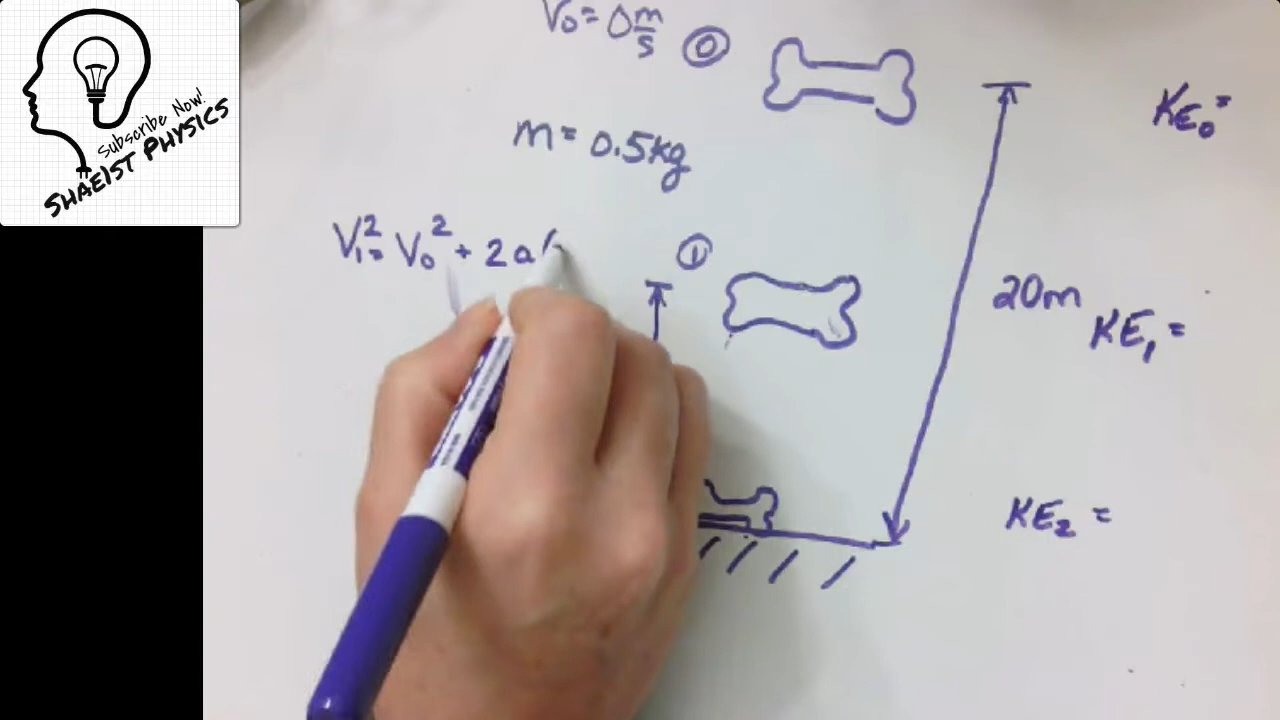 Subscribe Now!
SHAEIST PHYSICS
V₀ = 0 m/s
⓪
m = 0.5kg
KE₀ =
V₁² = V₀² + 2a(
①
20m
KE₁ =
KE₂ =